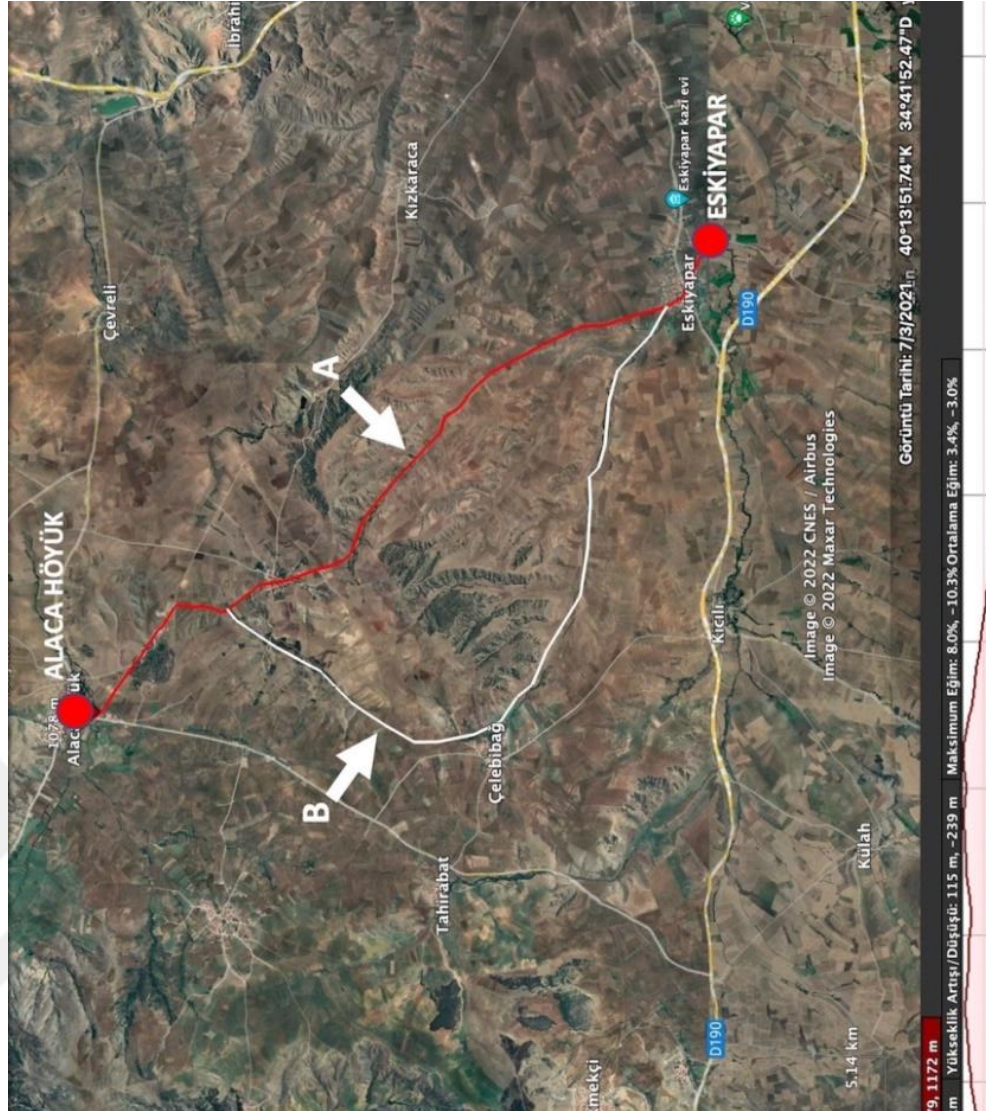 ALACA HÖYÜK
1078 m
Çevreli
Kızkaraca
A
B
Çelebibağ
Tahirabat
Eskiyapar kazi evi
ESKİYAPAR
Eskiyapar
D190
Kıcılı
Külah
D190
5.14 km
Image © 2022 CNES / Airbus
Image © 2022 Maxar Technologies
Görüntü Tarihi: 7/3/2021 40°13'51.74"K 34°41'52.47"D
9, 1172 m
Yükseklik Artışı/Düşüşü: 115 m, -239 m Maksimum Eğim: 8.0%, -10.3% Ortalama Eğim: 3.4%, -3.0%